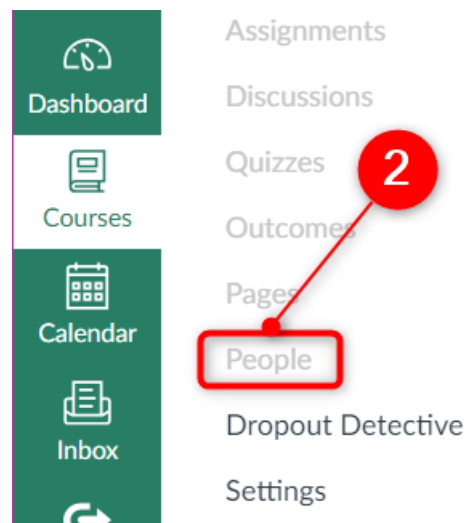 Dashboard
Courses
Calendar
Inbox
Assignments
Discussions
Quizzes
2
Outcomes
Pages
People
Dropout Detective
Settings